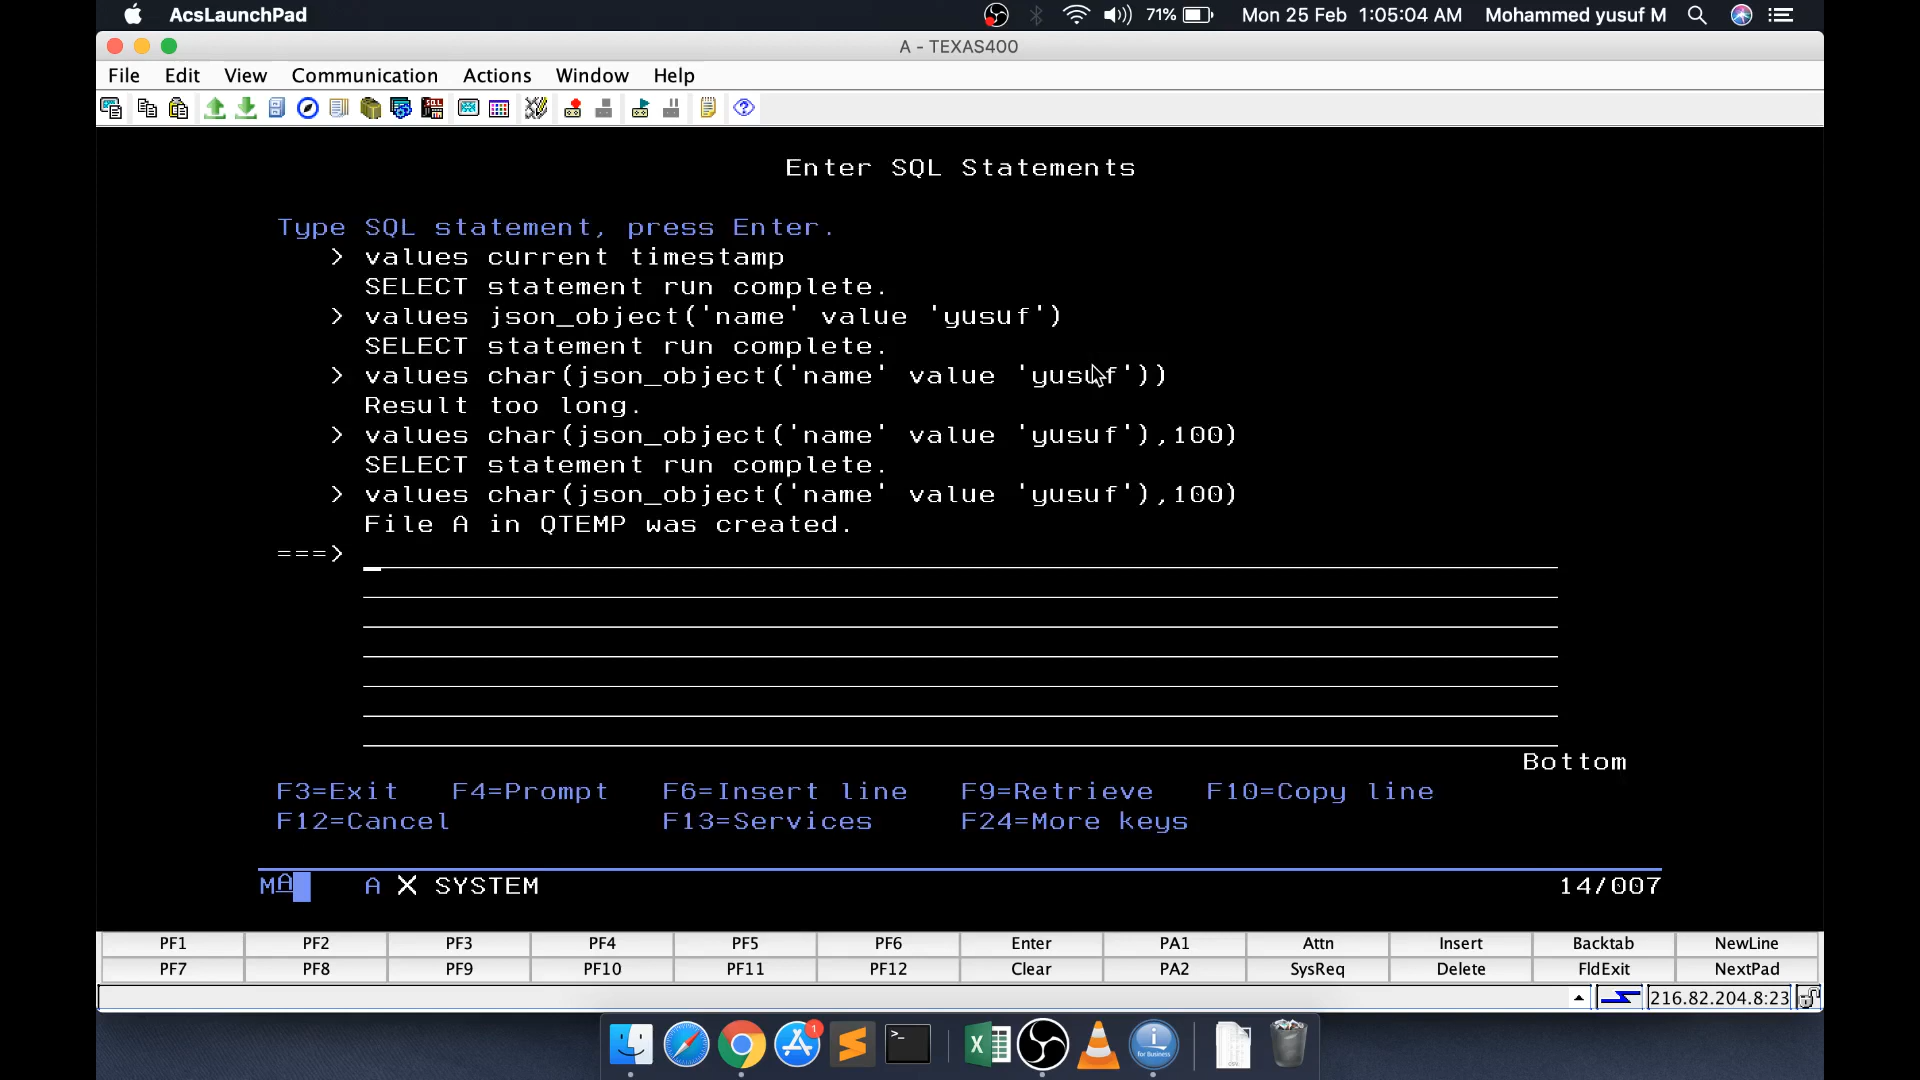 AcsLaunchPad 71% Mon 25 Feb 1:05:04 AM Mohammed yusuf M
A - TEXAS400
File Edit View Communication Actions Window Help
SQL
Enter SQL Statements
Type SQL statement, press Enter.
> values current timestamp
SELECT statement run complete.
> values json_object('name' value 'yusuf')
SELECT statement run complete.
> values char(json_object('name' value 'yusuf'))
Result too long.
> values char(json_object('name' value 'yusuf'),100)
SELECT statement run complete.
> values char(json_object('name' value 'yusuf'),100)
File A in QTEMP was created.
===>
Bottom
F3=Exit F4=Prompt F6=Insert line F9=Retrieve F10=Copy line
F12=Cancel F13=Services F24=More keys
MA A X SYSTEM 14/007
PF1 PF2 PF3 PF4 PF5 PF6 Enter PA1 Attn Insert Backtab NewLine
PF7 PF8 PF9 PF10 PF11 PF12 Clear PA2 SysReq Delete FldExit NextPad
216.82.204.8:23
1
i
for Business